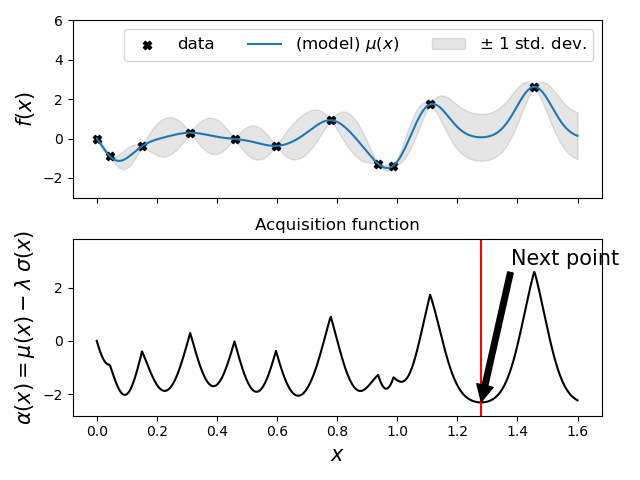 data (model) μ(x) ± 1 std. dev.
6
4
2
0
−2
f(x)
Acquisition function
Next point
2
0
−2
α(x) = μ(x) − λ σ(x)
0.0 0.2 0.4 0.6 0.8 1.0 1.2 1.4 1.6
x